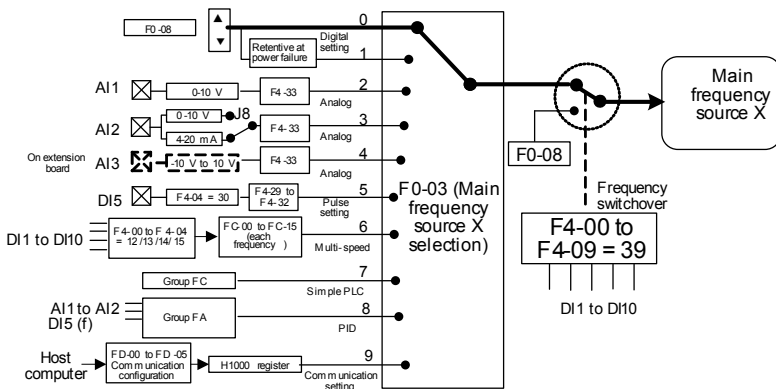 F0-08
0
Digital
setting
Retentive at
power failure
1
AI1
0-10 V
F4-33
2
Analog
AI2
0-10 V
J8
4-20 mA
F4-33
3
Analog
On extension
board
AI3
-10 V to 10 V
F4-33
4
Analog
DI5
F4-04 = 30
F4-29 to
F4-32
5
Pulse
setting
DI1 to DI10
F4-00 to F4-04
= 12/13/14/15
FC-00 to FC-15
(each
frequency)
6
Multi-speed
Group FC
7
Simple PLC
AI1 to AI2
DI5 (f)
Group FA
8
PID
Host
computer
FD-00 to FD-05
Communication
configuration
H1000 register
9
Communication
setting
F0-03 (Main
frequency
source X
selection)
F0-08
Main
frequency
source X
Frequency
switchover
F4-00 to
F4-09 = 39
DI1 to DI10